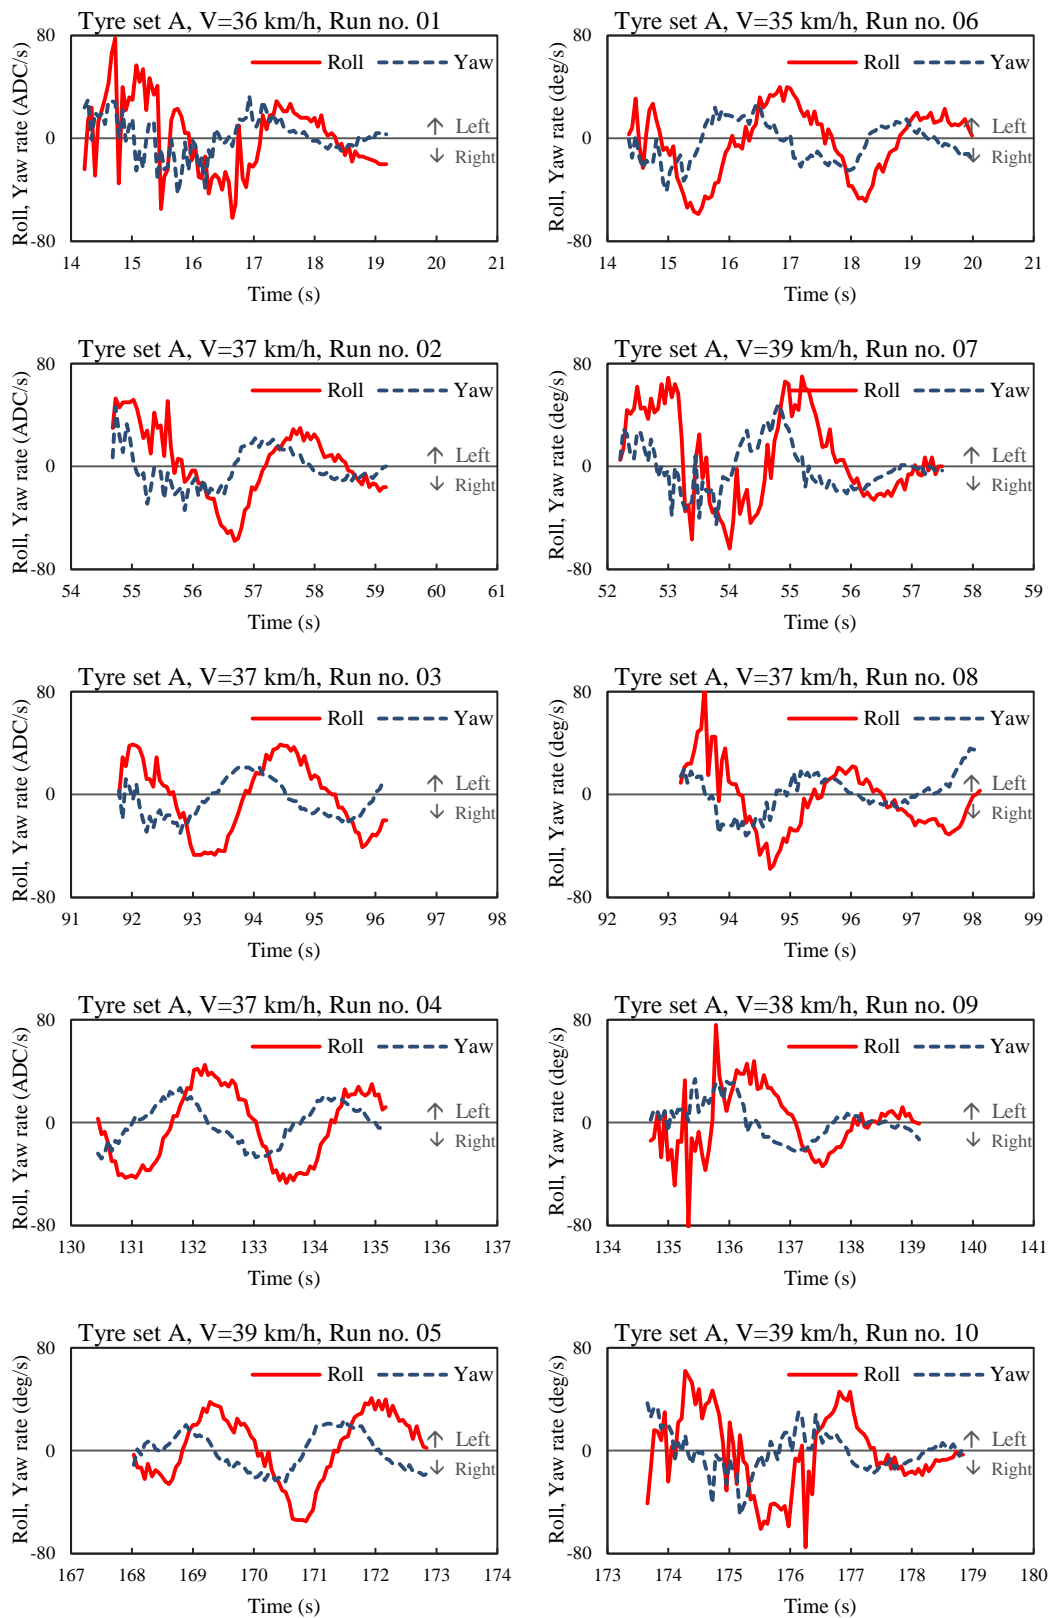 Tyre set A, V=36 km/h, Run no. 01
Roll, Yaw rate (ADC/s)
80
0
-80
Roll
Yaw
↑ Left
↓ Right
14 15 16 17 18 19 20 21
Time (s)
Tyre set A, V=35 km/h, Run no. 06
Roll, Yaw rate (deg/s)
80
0
-80
Roll
Yaw
↑ Left
↓ Right
14 15 16 17 18 19 20 21
Time (s)
Tyre set A, V=37 km/h, Run no. 02
Roll, Yaw rate (ADC/s)
80
0
-80
Roll
Yaw
↑ Left
↓ Right
54 55 56 57 58 59 60 61
Time (s)
Tyre set A, V=39 km/h, Run no. 07
Roll, Yaw rate (deg/s)
80
0
-80
Roll
Yaw
↑ Left
↓ Right
52 53 54 55 56 57 58 59
Time (s)
Tyre set A, V=37 km/h, Run no. 03
Roll, Yaw rate (ADC/s)
80
0
-80
Roll
Yaw
↑ Left
↓ Right
91 92 93 94 95 96 97 98
Time (s)
Tyre set A, V=37 km/h, Run no. 08
Roll, Yaw rate (deg/s)
80
0
-80
Roll
Yaw
↑ Left
↓ Right
92 93 94 95 96 97 98 99
Time (s)
Tyre set A, V=37 km/h, Run no. 04
Roll, Yaw rate (ADC/s)
80
0
-80
Roll
Yaw
↑ Left
↓ Right
130 131 132 133 134 135 136 137
Time (s)
Tyre set A, V=38 km/h, Run no. 09
Roll, Yaw rate (deg/s)
80
0
-80
Roll
Yaw
↑ Left
↓ Right
134 135 136 137 138 139 140 141
Time (s)
Tyre set A, V=39 km/h, Run no. 05
Roll, Yaw rate (deg/s)
80
0
-80
Roll
Yaw
↑ Left
↓ Right
167 168 169 170 171 172 173 174
Time (s)
Tyre set A, V=39 km/h, Run no. 10
Roll, Yaw rate (deg/s)
80
0
-80
Roll
Yaw
↑ Left
↓ Right
173 174 175 176 177 178 179 180
Time (s)